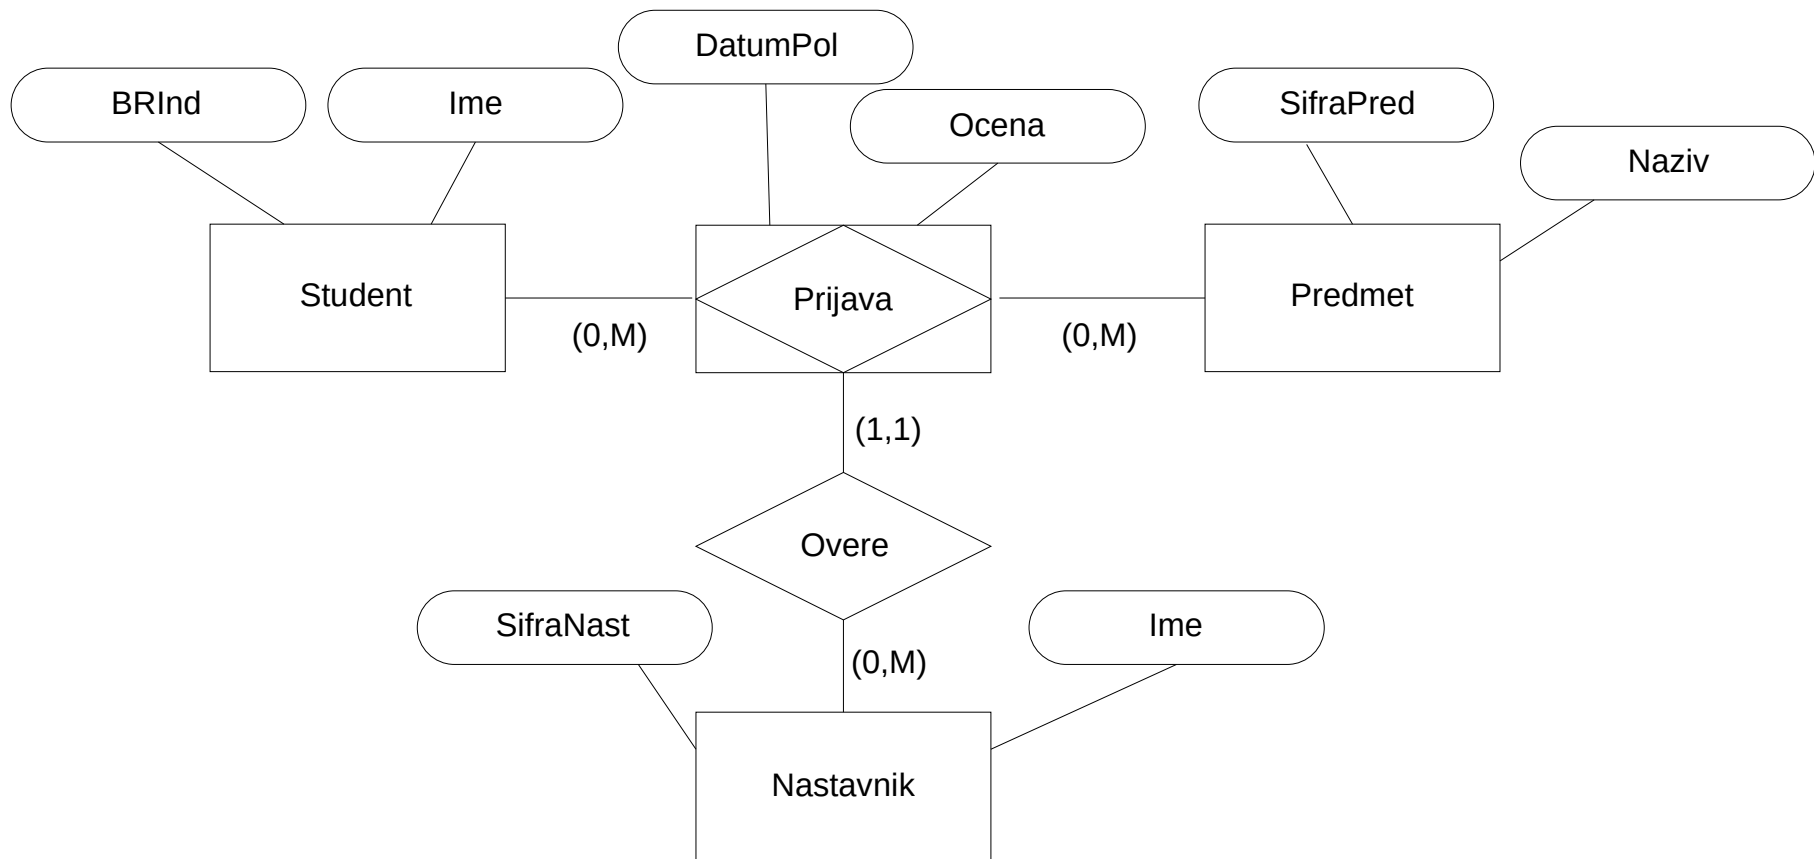 DatumPol
BRInd
Ime
Ocena
SifraPred
Naziv
Student
(0,M)
Prijava
(0,M)
Predmet
(1,1)
Overe
SifraNast
(0,M)
Ime
Nastavnik